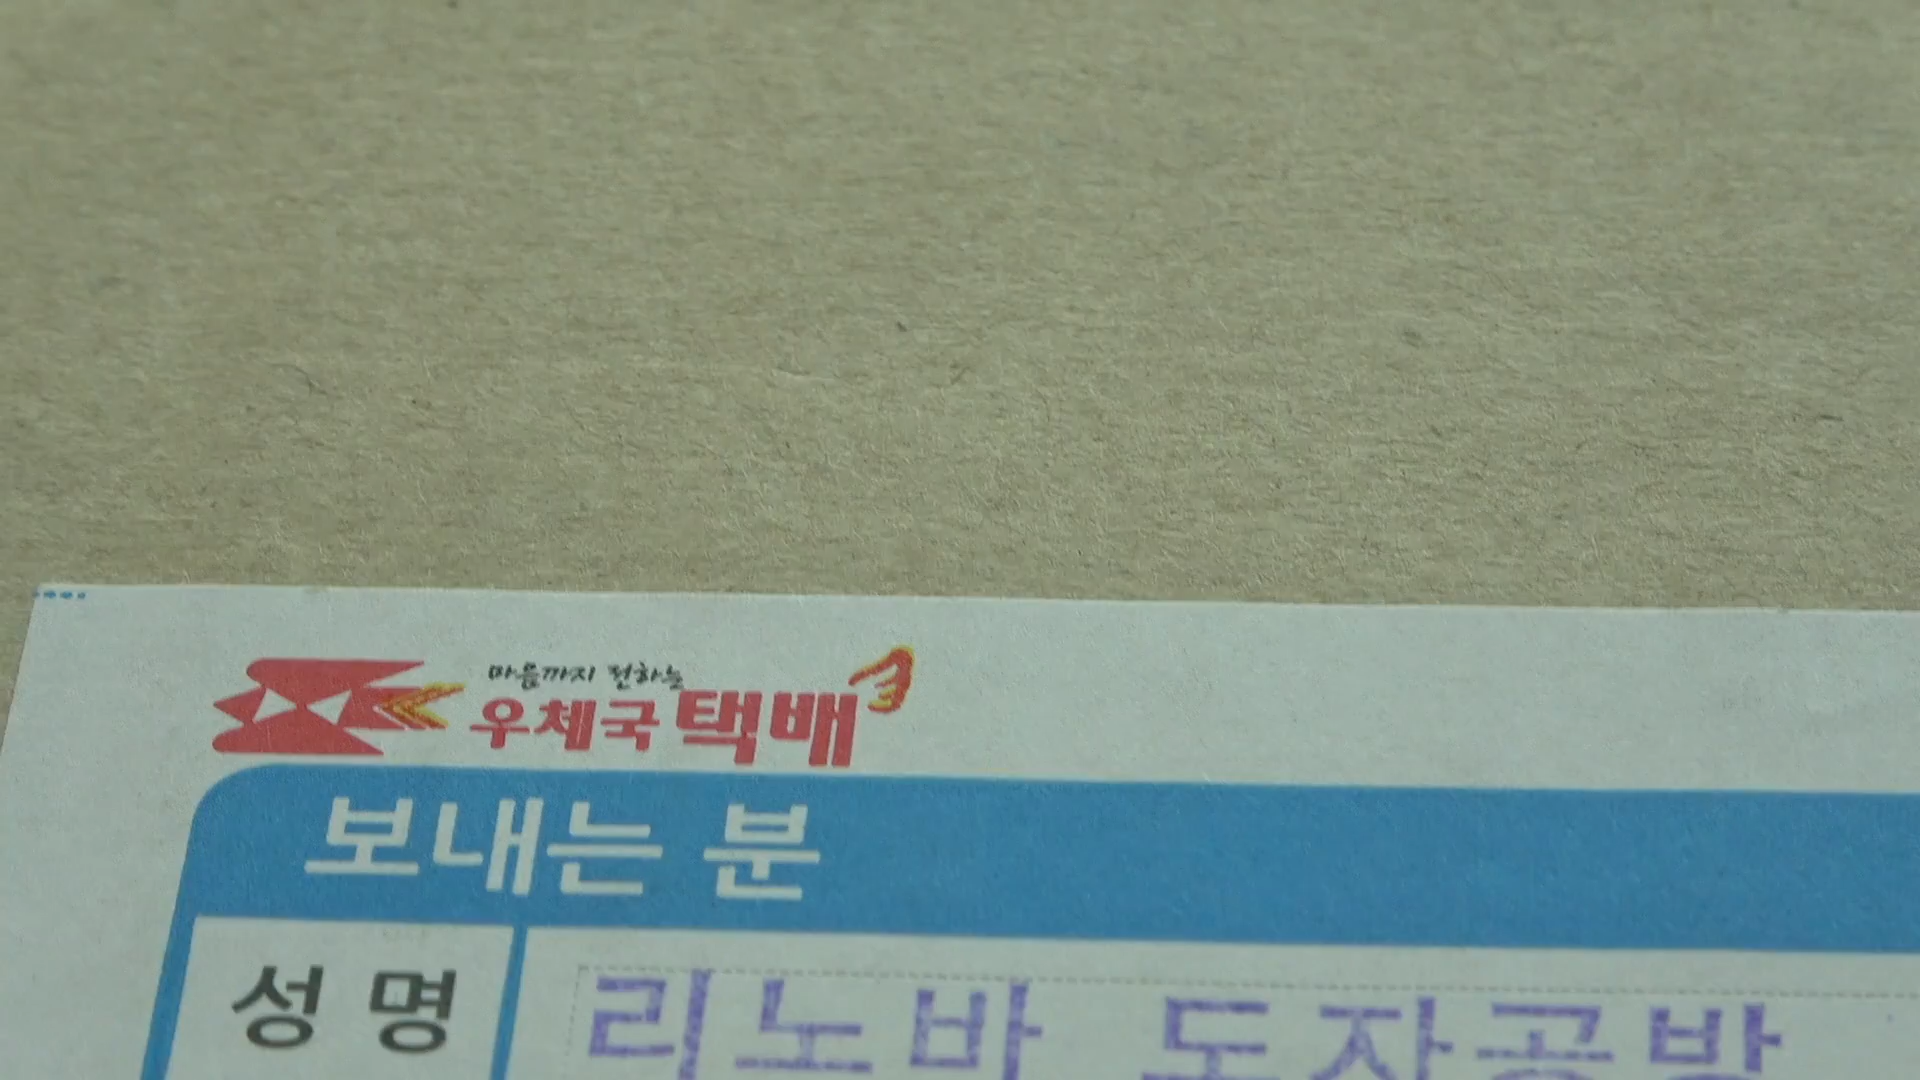 마음까지 전하는
우체국 택배
보내는 분
성 명
리노바 도자공방